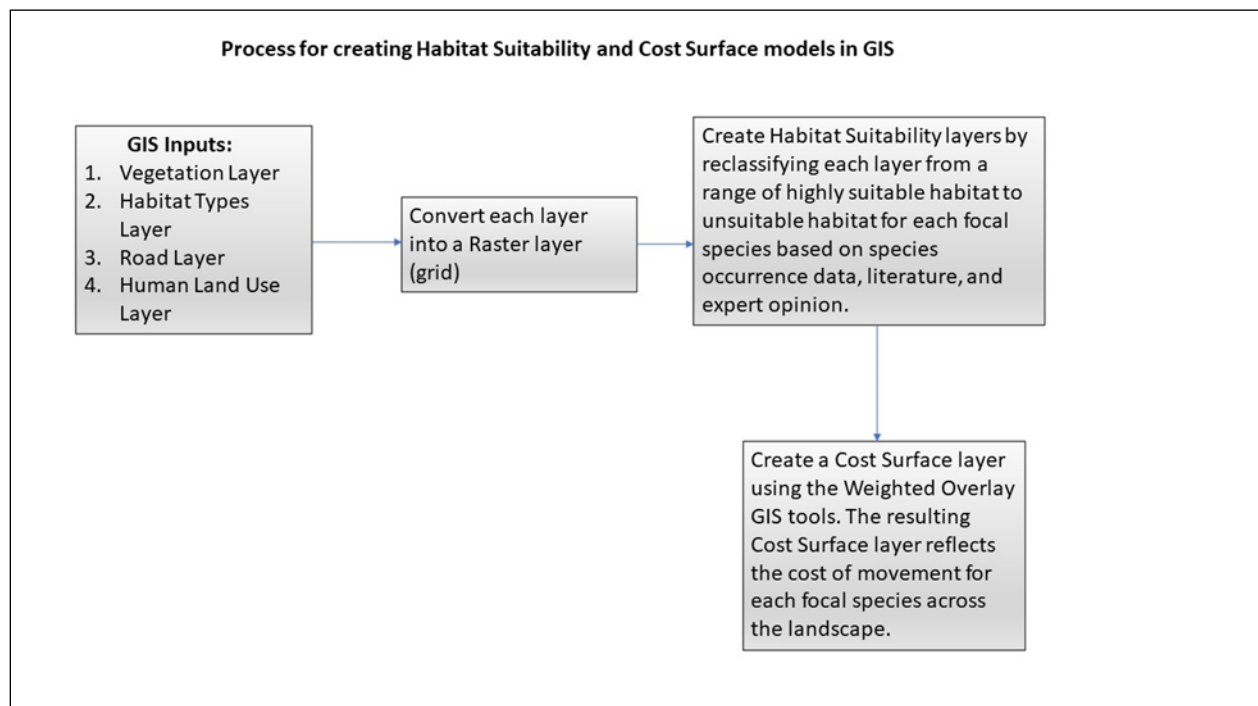 Process for creating Habitat Suitability and Cost Surface models in GIS
GIS Inputs:
1. Vegetation Layer
2. Habitat Types
Layer
3. Road Layer
4. Human Land Use
Layer
Convert each layer
into a Raster layer
(grid)
Create Habitat Suitability layers by
reclassifying each layer from a
range of highly suitable habitat to
unsuitable habitat for each focal
species based on species
occurrence data, literature, and
expert opinion.
Create a Cost Surface layer
using the Weighted Overlay
GIS tools. The resulting
Cost Surface layer reflects
the cost of movement for
each focal species across
the landscape.